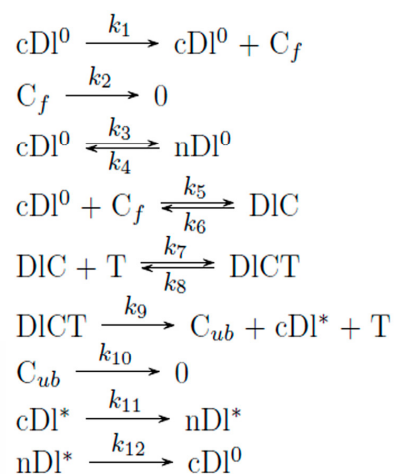 cDl⁰ —k₁→ cDl⁰ + C_f
C_f —k₂→ 0
cDl⁰ ⇌ (k₃ / k₄) nDl⁰
cDl⁰ + C_f ⇌ (k₅ / k₆) DlC
DlC + T ⇌ (k₇ / k₈) DlCT
DlCT —k₉→ C_ub + cDl* + T
C_ub —k₁₀→ 0
cDl* —k₁₁→ nDl*
nDl* —k₁₂→ cDl⁰